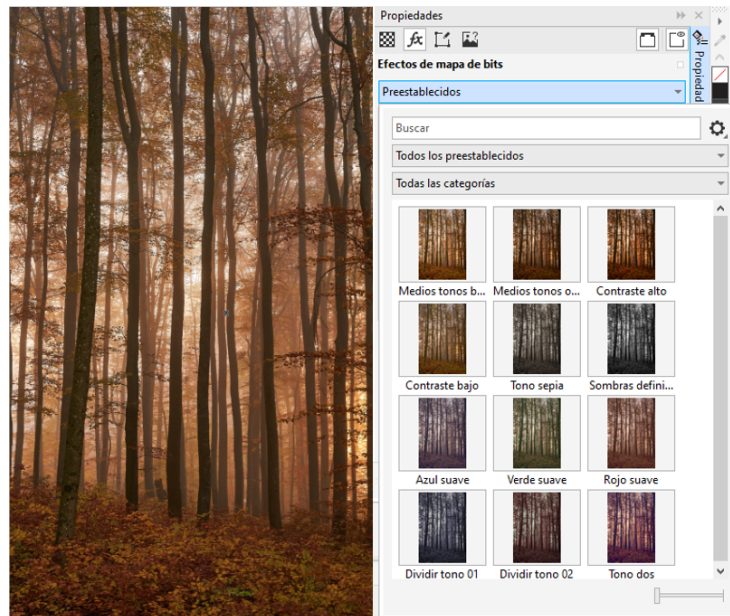 Propiedades
Efectos de mapa de bits
Propiedad
Preestablecidos
Buscar
Todos los preestablecidos
Todas las categorías
Medios tonos b... Medios tonos o... Contraste alto
Contraste bajo Tono sepia Sombras defini...
Azul suave Verde suave Rojo suave
Dividir tono 01 Dividir tono 02 Tono dos